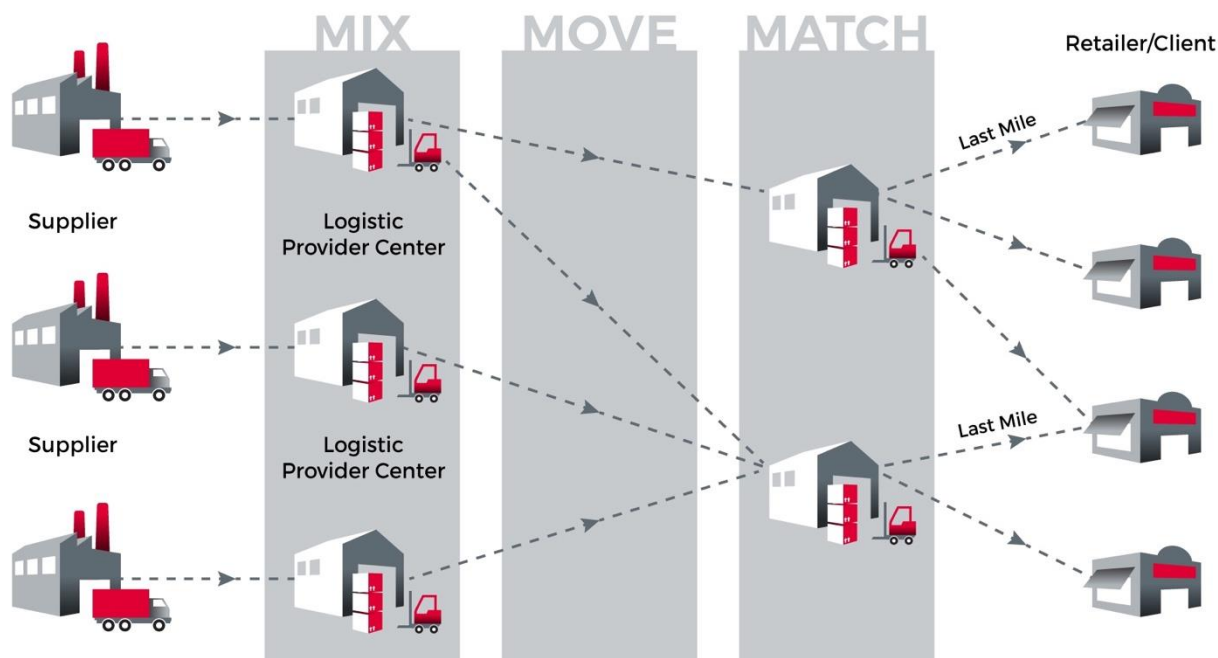 MIX
MOVE
MATCH
Retailer/Client
Last Mile
Supplier
Logistic
Provider Center
Supplier
Logistic
Provider Center
Last Mile